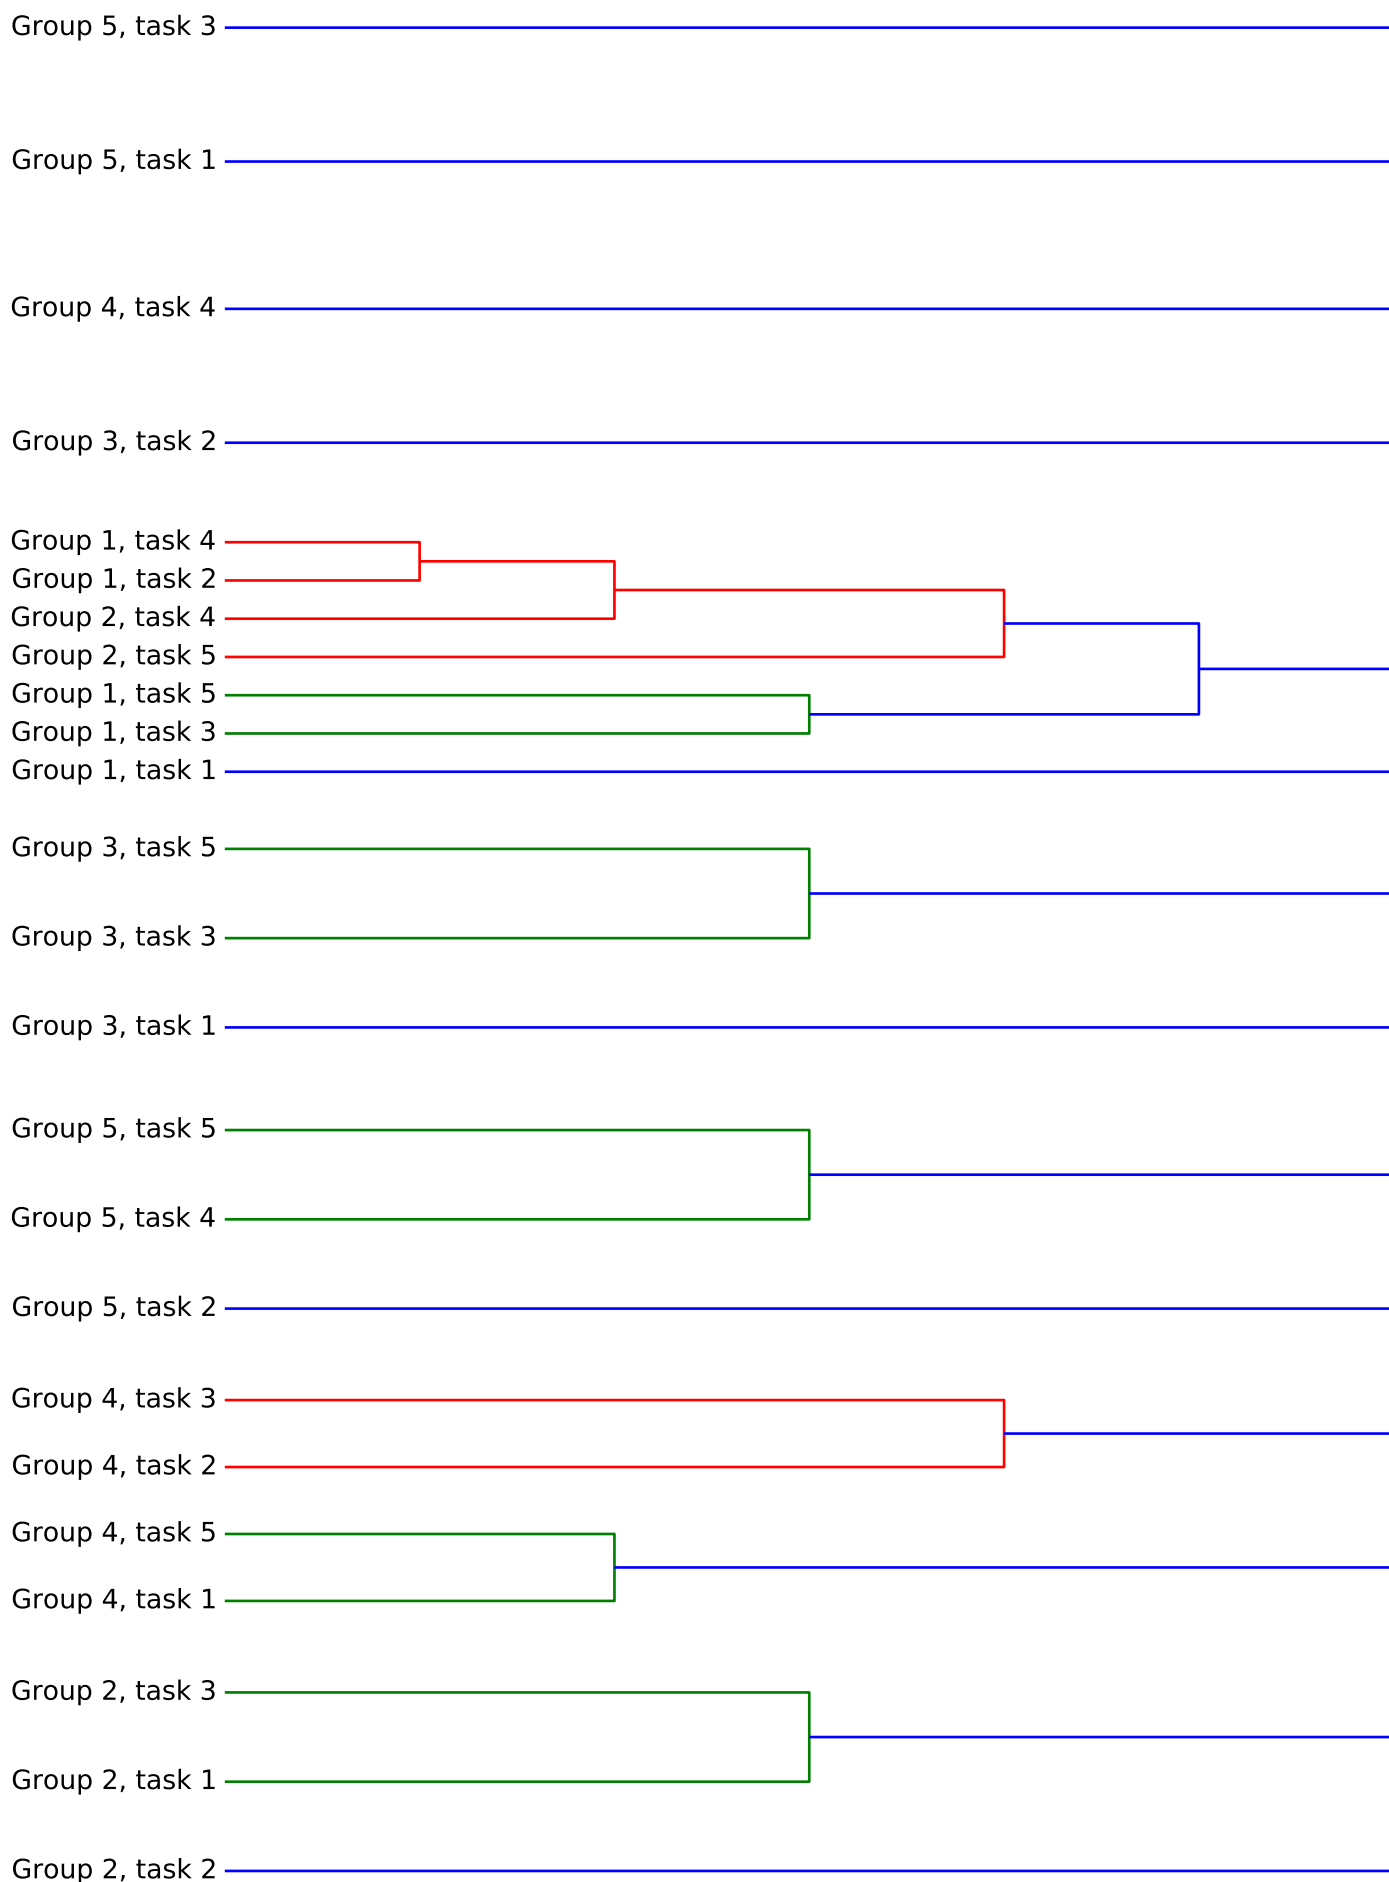 Group 5, task 3
Group 5, task 1
Group 4, task 4
Group 3, task 2
Group 1, task 4
Group 1, task 2
Group 2, task 4
Group 2, task 5
Group 1, task 5
Group 1, task 3
Group 1, task 1
Group 3, task 5
Group 3, task 3
Group 3, task 1
Group 5, task 5
Group 5, task 4
Group 5, task 2
Group 4, task 3
Group 4, task 2
Group 4, task 5
Group 4, task 1
Group 2, task 3
Group 2, task 1
Group 2, task 2